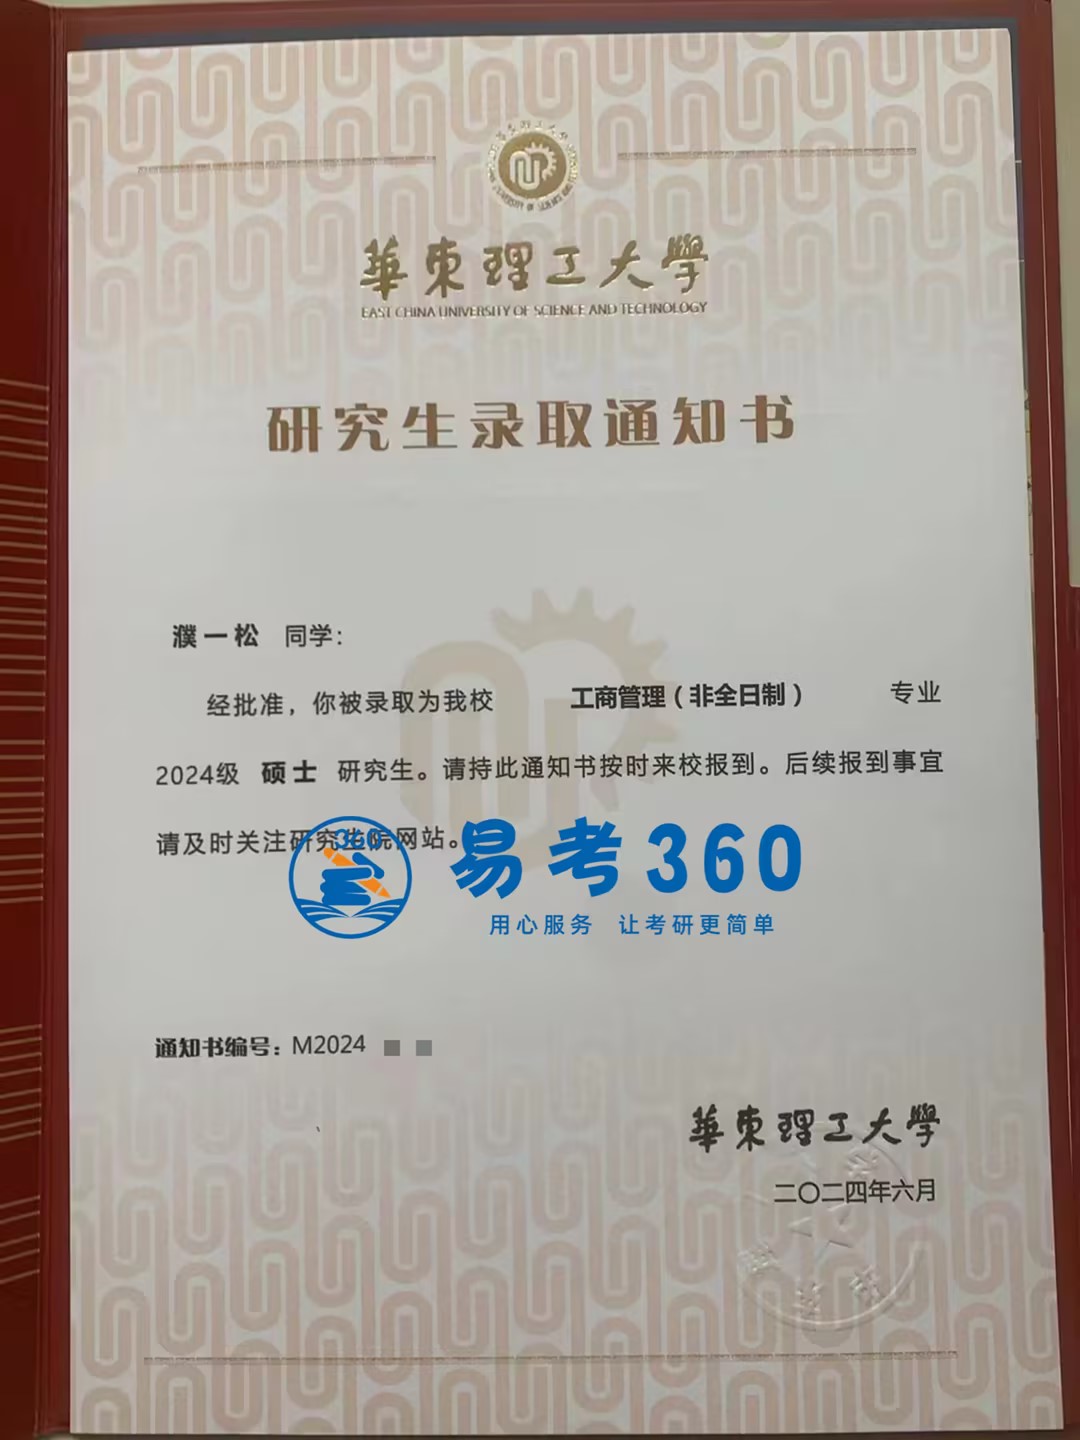 華東理工大學
EAST CHINA UNIVERSITY OF SCIENCE AND TECHNOLOGY
研究生录取通知书
濮一松 同学:
经批准，你被录取为我校 工商管理（非全日制） 专业
2024级 硕士 研究生。请持此通知书按时来校报到。后续报到事宜
请及时关注研究生院网站。
360
易考360
用心服务 让考研更简单
通知书编号: M2024
華東理工大學
二〇二四年六月